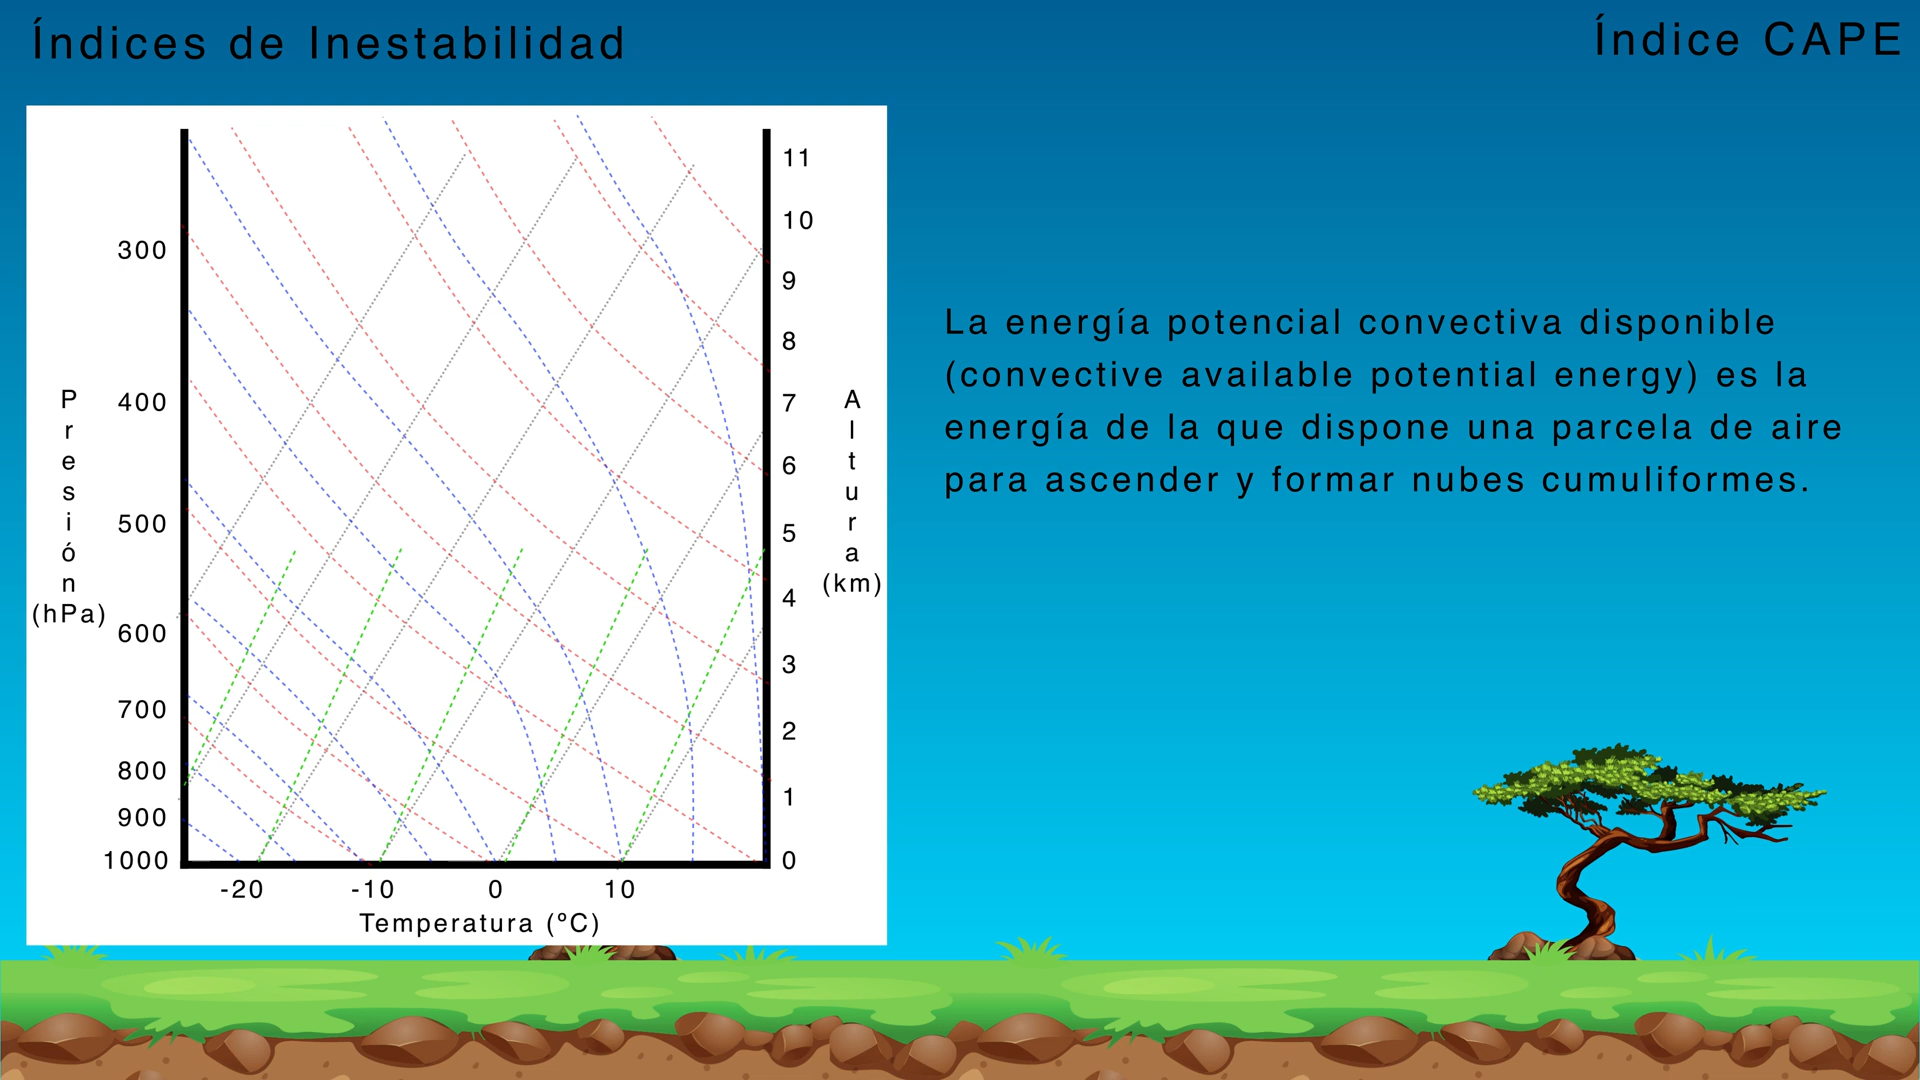 Índices de Inestabilidad
Índice CAPE
Presión
(hPa)
300
400
500
600
700
800
900
1000
11
10
9
8
7
6
5
4
3
2
1
0
Altura
(km)
-20 -10 0 10
Temperatura (ºC)
La energía potencial convectiva disponible
(convective available potential energy) es la
energía de la que dispone una parcela de aire
para ascender y formar nubes cumuliformes.